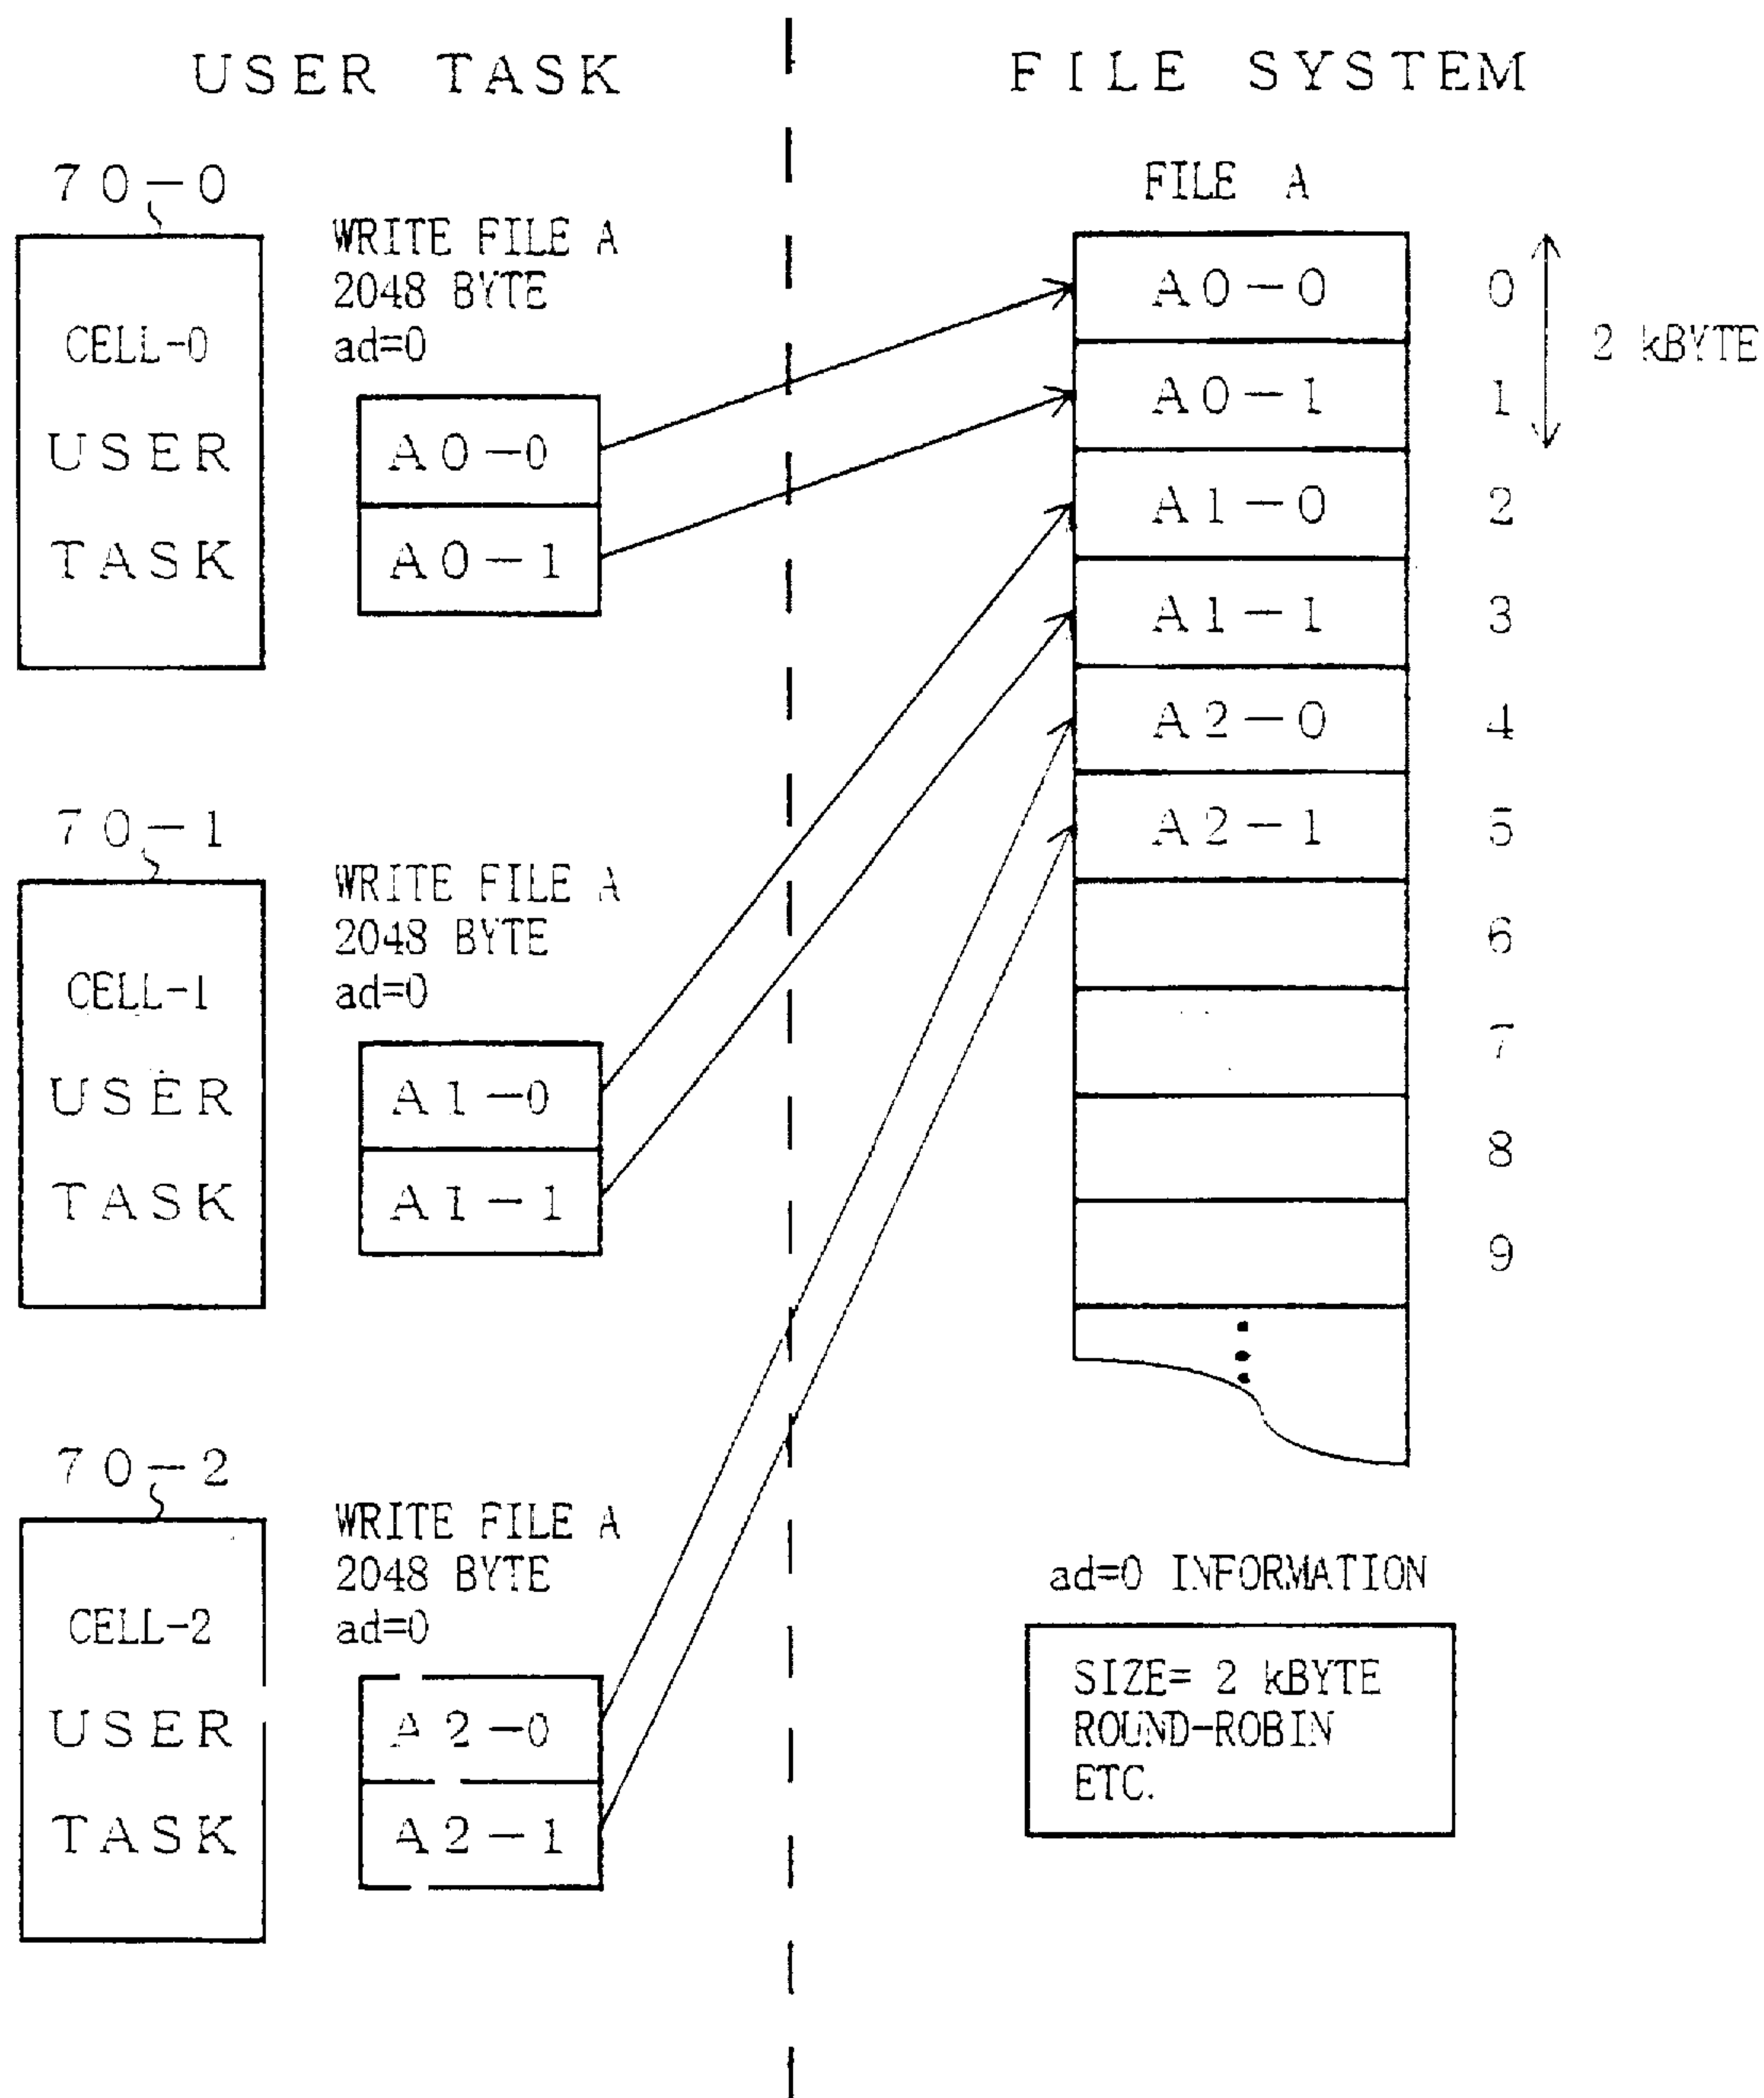 USER TASK
FILE SYSTEM
70-0
CELL-0
USER
TASK
WRITE FILE A
2048 BYTE
ad=0
A0-0
A0-1
70-1
CELL-1
USER
TASK
WRITE FILE A
2048 BYTE
ad=0
A1-0
A1-1
70-2
CELL-2
USER
TASK
WRITE FILE A
2048 BYTE
ad=0
A2-0
A2-1
FILE A
A0-0 0
A0-1 1
2 kBYTE
A1-0 2
A1-1 3
A2-0 4
A2-1 5
6
7
8
9
ad=0 INFORMATION
SIZE= 2 kBYTE
ROUND-ROBIN
ETC.